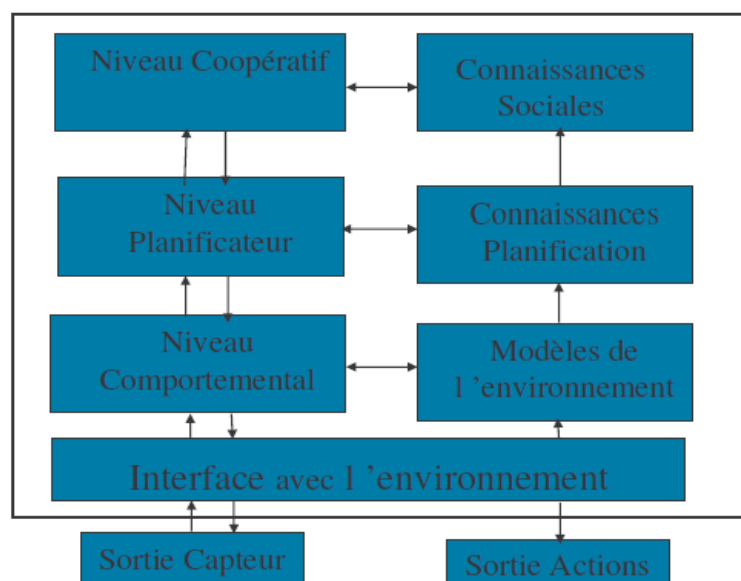 Niveau Coopératif
Connaissances
Sociales
Niveau
Planificateur
Connaissances
Planification
Niveau
Comportemental
Modèles de
l ’environnement
Interface avec l ’environnement
Sortie Capteur
Sortie Actions